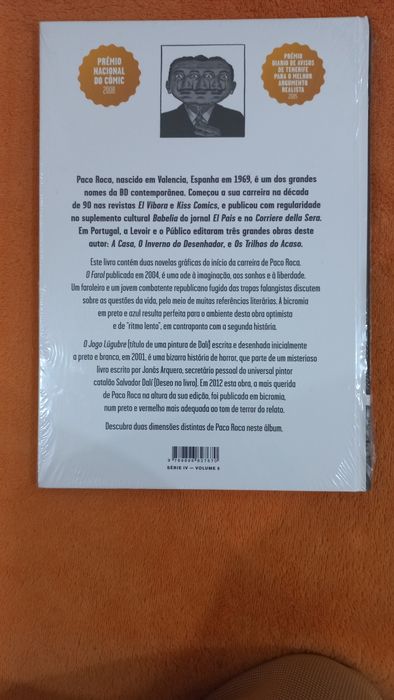 PRÉMIO
NACIONAL
DO CÓMIC
2008
PRÉMIO
DIARIO DE AVISOS
DE TENERIFE
PARA O MELHOR
ARGUMENTO
REALISTA
Paco Roca, nascido em Valencia, Espanha em 1969, é um dos grandes
nomes da BD contemporânea. Começou a sua carreira na década
de 90 nas revistas El Víbora e Kiss Comics, e publicou com regularidade
no suplemento cultural Babelia do jornal El País e no Corriere della Sera.
Em Portugal, a Levoir e o Público editaram três grandes obras deste
autor: A Casa, O Inverno do Desenhador, e Os Trilhos do Acaso.
Este livro contém duas novelas gráficas do início da carreira de Paco Roca.
O Farol publicada em 2004, é uma ode à imaginação, aos sonhos e à liberdade.
Um faroleiro e um jovem combatente republicano fugido das tropas falangistas discutem
sobre as questões da vida, pelo meio de muitas referências literárias. A bicromia
em preto e azul resulta perfeita para o ambiente desta obra optimista
e de "ritmo lento", em contraponto com a segunda história.
O Jogo Lúgubre (título de uma pintura de Dalí) escrita e desenhada inicialmente
a preto e branco, em 2001, é uma bizarra história de horror, que parte de um misterioso
livro escrito por Jonás Arquero, secretário pessoal do universal pintor
catalão Salvador Dalí (Deseo no livro). Em 2012 esta obra, a mais querida
de Paco Roca na altura da sua edição, foi publicada em bicromia,
num preto e vermelho mais adequada ao tom de terror do relato.
Descubra duas dimensões distintas de Paco Roca neste álbum.
SÉRIE IV — VOLUME